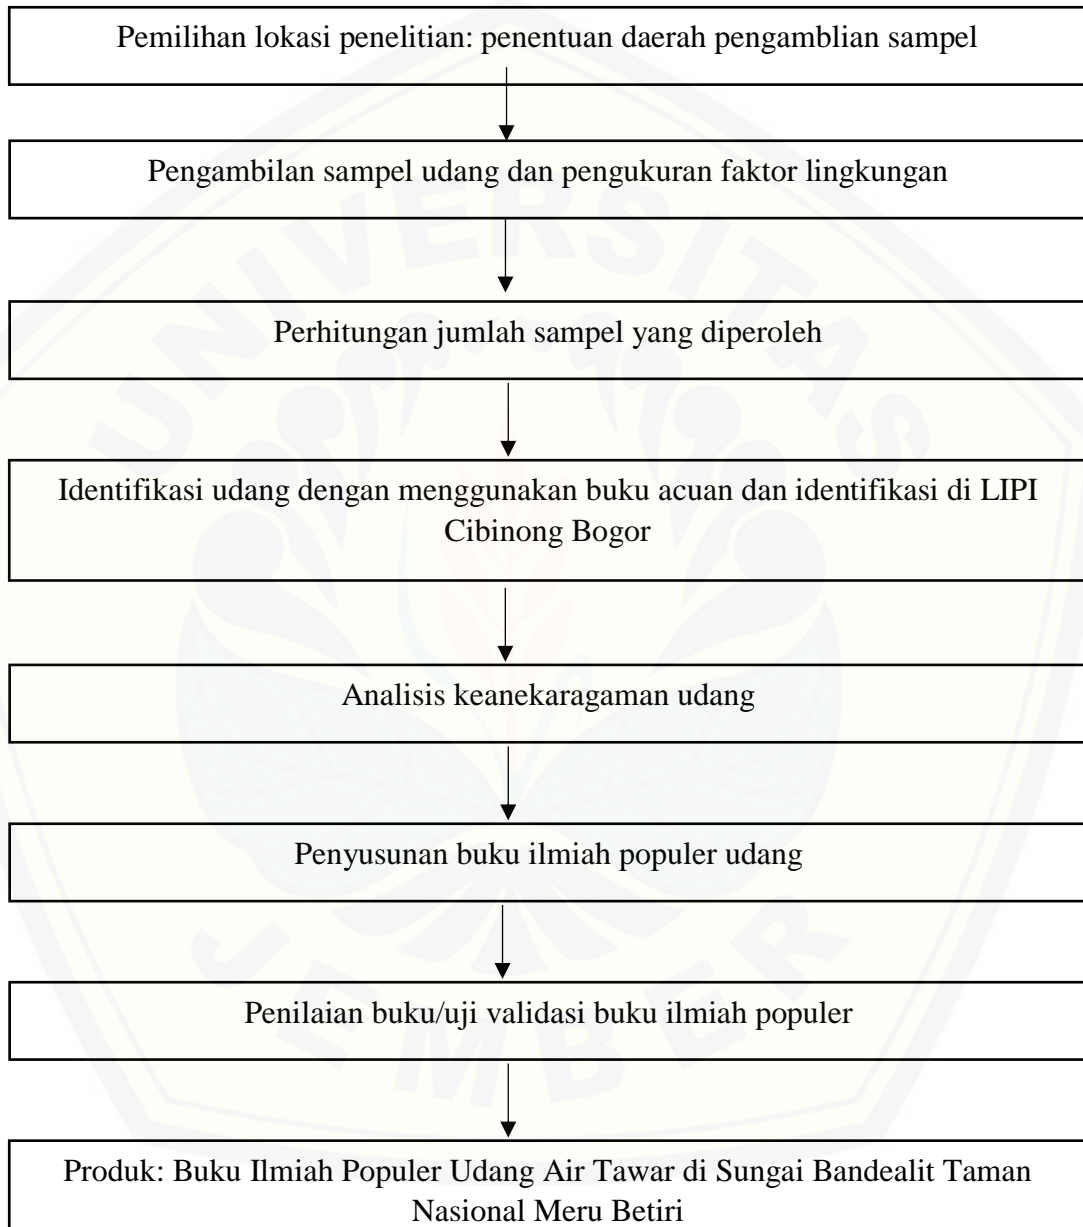 Pemilihan lokasi penelitian: penentuan daerah pengamblian sampel
Pengambilan sampel udang dan pengukuran faktor lingkungan
Perhitungan jumlah sampel yang diperoleh
Identifikasi udang dengan menggunakan buku acuan dan identifikasi di LIPI
Cibinong Bogor
Analisis keanekaragaman udang
Penyusunan buku ilmiah populer udang
Penilaian buku/uji validasi buku ilmiah populer
Produk: Buku Ilmiah Populer Udang Air Tawar di Sungai Bandealit Taman
Nasional Meru Betiri
UNIVERSITAS
JEMBER